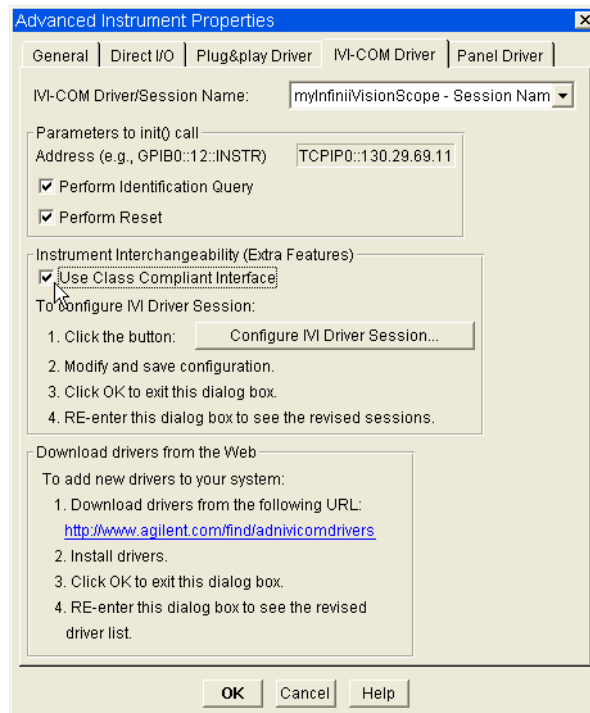 Advanced Instrument Properties
General Direct I/O Plug&play Driver IVI-COM Driver Panel Driver
IVI-COM Driver/Session Name: myInfiniiVisionScope - Session Nam
Parameters to init() call
Address (e.g., GPIB0::12::INSTR) TCPIP0::130.29.69.11
Perform Identification Query
Perform Reset
Instrument Interchangeability (Extra Features)
Use Class Compliant Interface
To configure IVI Driver Session:
1. Click the button: Configure IVI Driver Session...
2. Modify and save configuration.
3. Click OK to exit this dialog box.
4. RE-enter this dialog box to see the revised sessions.
Download drivers from the Web
To add new drivers to your system:
1. Download drivers from the following URL:
http://www.agilent.com/find/adnivicomdrivers
2. Install drivers.
3. Click OK to exit this dialog box.
4. RE-enter this dialog box to see the revised
driver list.
OK Cancel Help